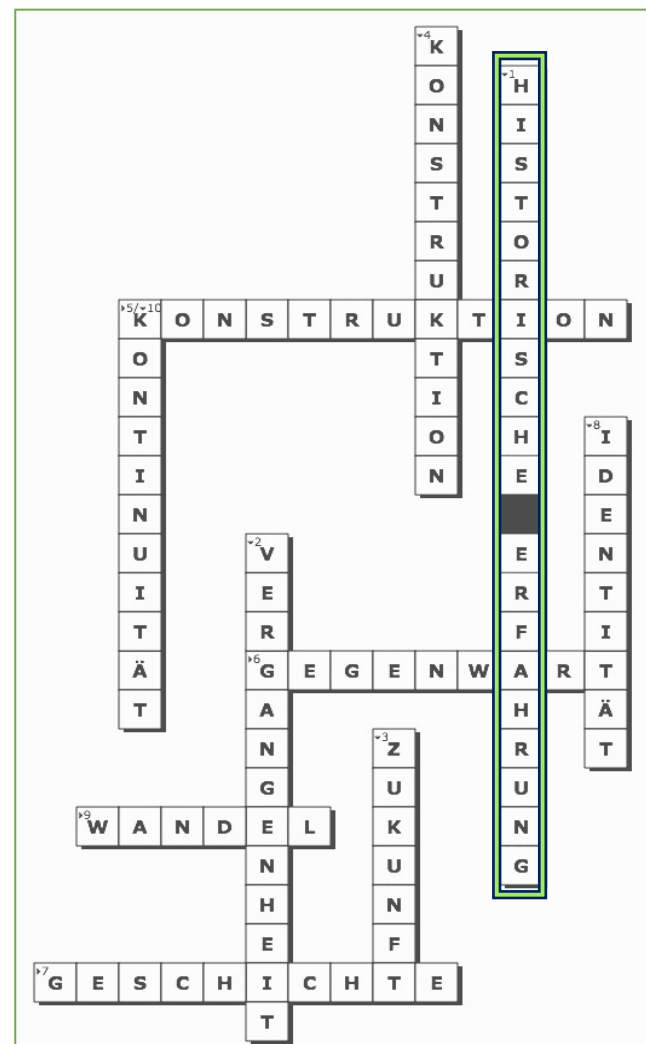 4 KONSTRUKTION
1 HISTORISCHE ERFAHRUNG
5/10 KONSTRUKTION
KONTINUITÄT
8 IDENTITÄT
2 VERGANGENHEIT
6 GEGENWART
3 ZUKUNFT
9 WANDEL
7 GESCHICHTE